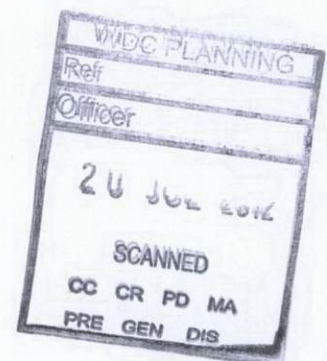 WDC PLANNING
Ref
Officer
20 JUL 2012
SCANNED
CC CR PD MA
PRE GEN DIS